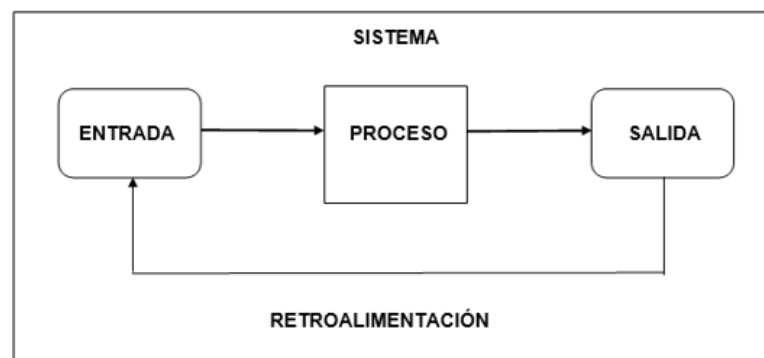 SISTEMA
ENTRADA
PROCESO
SALIDA
RETROALIMENTACIÓN